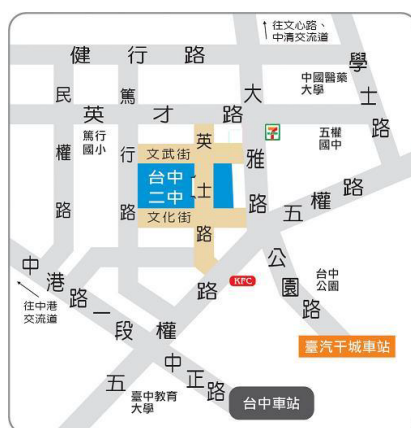 往文心路、
中清交流道
健行路
學士路
大雅路
中國醫藥
大學
民權路
篤行路
英才路
7
ELEVEN
篤行
國小
五權
國中
文武街
英士路
台中
二中
文化街
五權路
公園路
台中
公園
KFC
中港路一段
往中港
交流道
臺汽干城車站
中正路
臺中教育
大學
台中車站